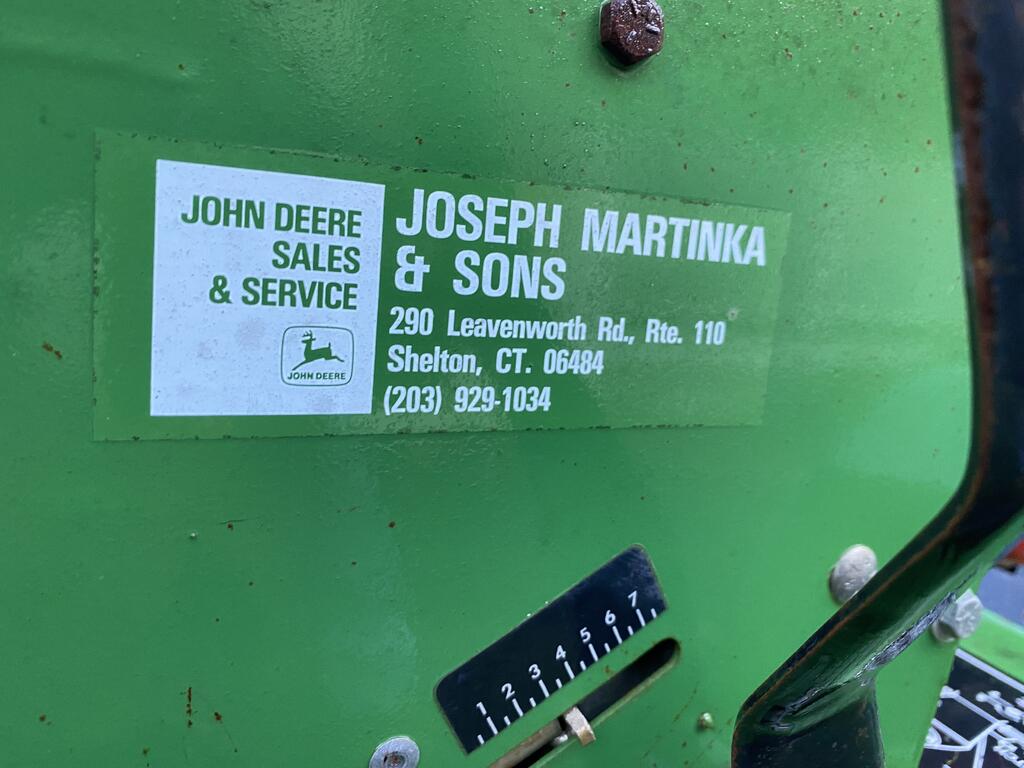 JOHN DEERE
SALES
& SERVICE
JOHN DEERE
JOSEPH MARTINKA
& SONS
290 Leavenworth Rd., Rte. 110
Shelton, CT. 06484
(203) 929-1034
1 2 3 4 5 6 7